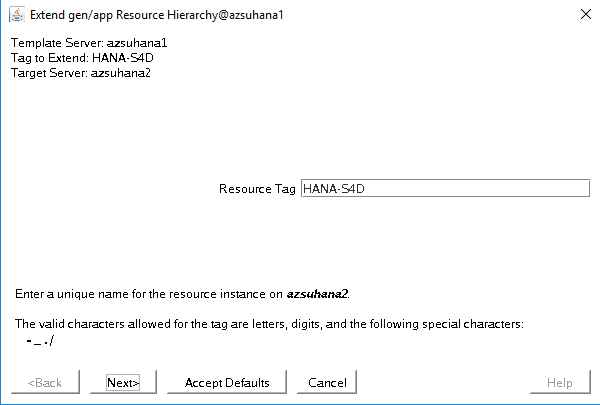 Extend gen/app Resource Hierarchy@azsuhana1
Template Server: azsuhana1
Tag to Extend: HANA-S4D
Target Server: azsuhana2
Resource Tag HANA-S4D
Enter a unique name for the resource instance on azsuhana2.
The valid characters allowed for the tag are letters, digits, and the following special characters:
- _ . /
<Back Next> Accept Defaults Cancel Help